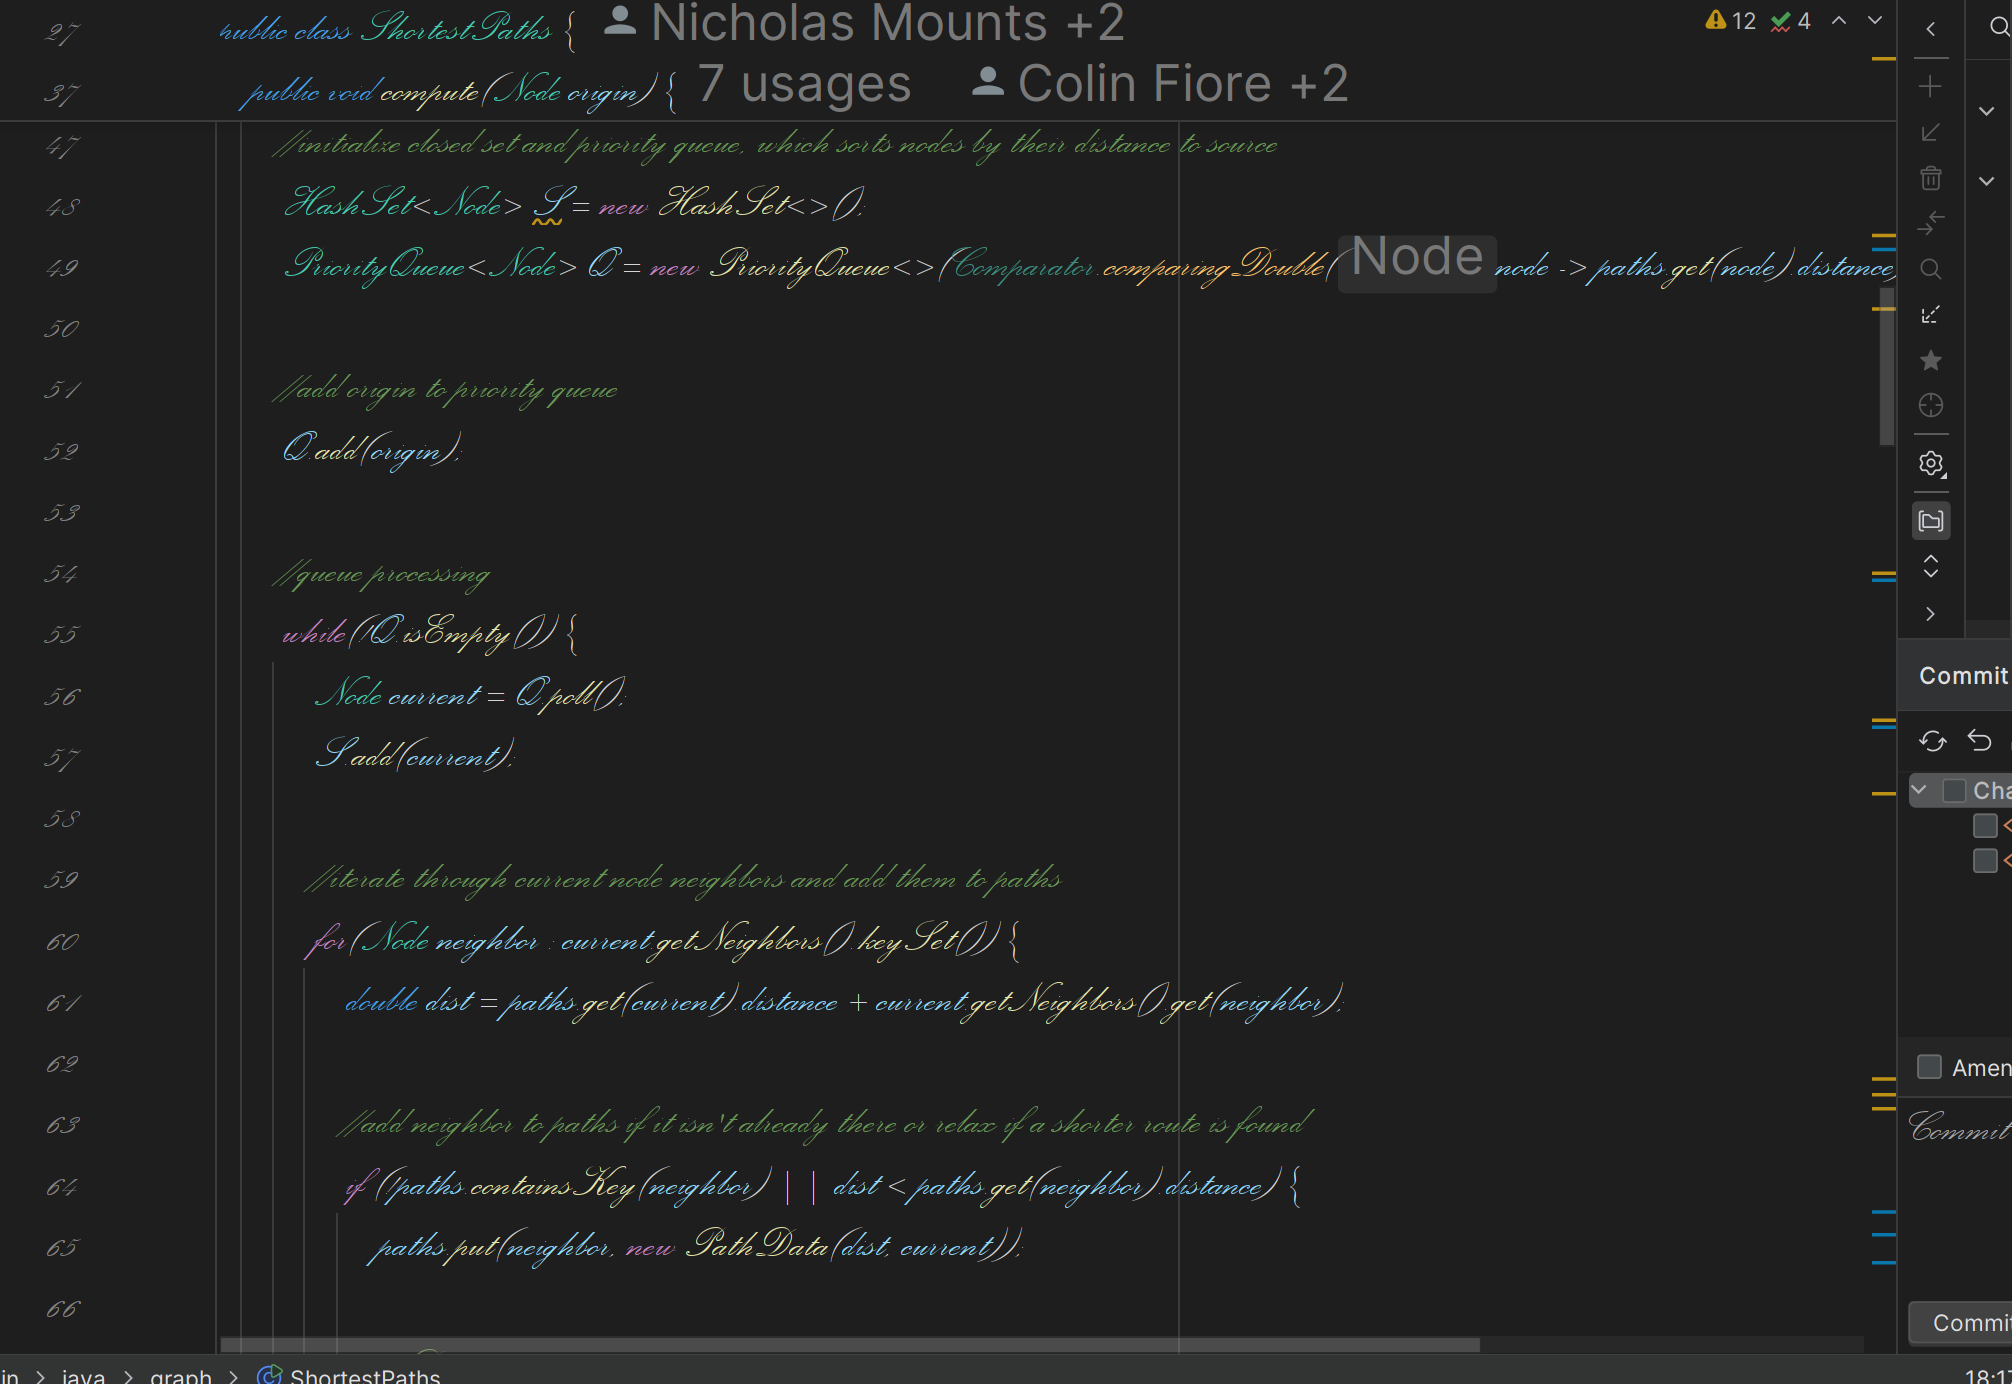 27 public class ShortestPaths { Nicholas Mounts +2
12 4
37 public void compute(Node origin) { 7 usages Colin Fiore +2
47 //initialize closed set and priority queue, which sorts nodes by their distance to source
48 HashSet<Node> S = new HashSet<>();
49 PriorityQueue<Node> Q = new PriorityQueue<>(Comparator.comparingDouble( Node node -> paths.get(node).distance
50
51 //add origin to priority queue
52 Q.add(origin);
53
54 //queue processing
55 while(!Q.isEmpty()) {
56 Node current = Q.poll();
57 S.add(current);
58
59 //iterate through current node neighbors and add them to paths
60 for(Node neighbor : current.getNeighbors().keySet()) {
61 double dist = paths.get(current).distance + current.getNeighbors().get(neighbor);
62
63 //add neighbor to paths if it isn't already there or relax if a shorter route is found
64 if (!paths.containsKey(neighbor) || dist < paths.get(neighbor).distance) {
65 paths.put(neighbor, new PathData(dist, current));
66
Commit
Cha
Amen
Commit
Commi
in > java > graph > ShortestPaths
18:1